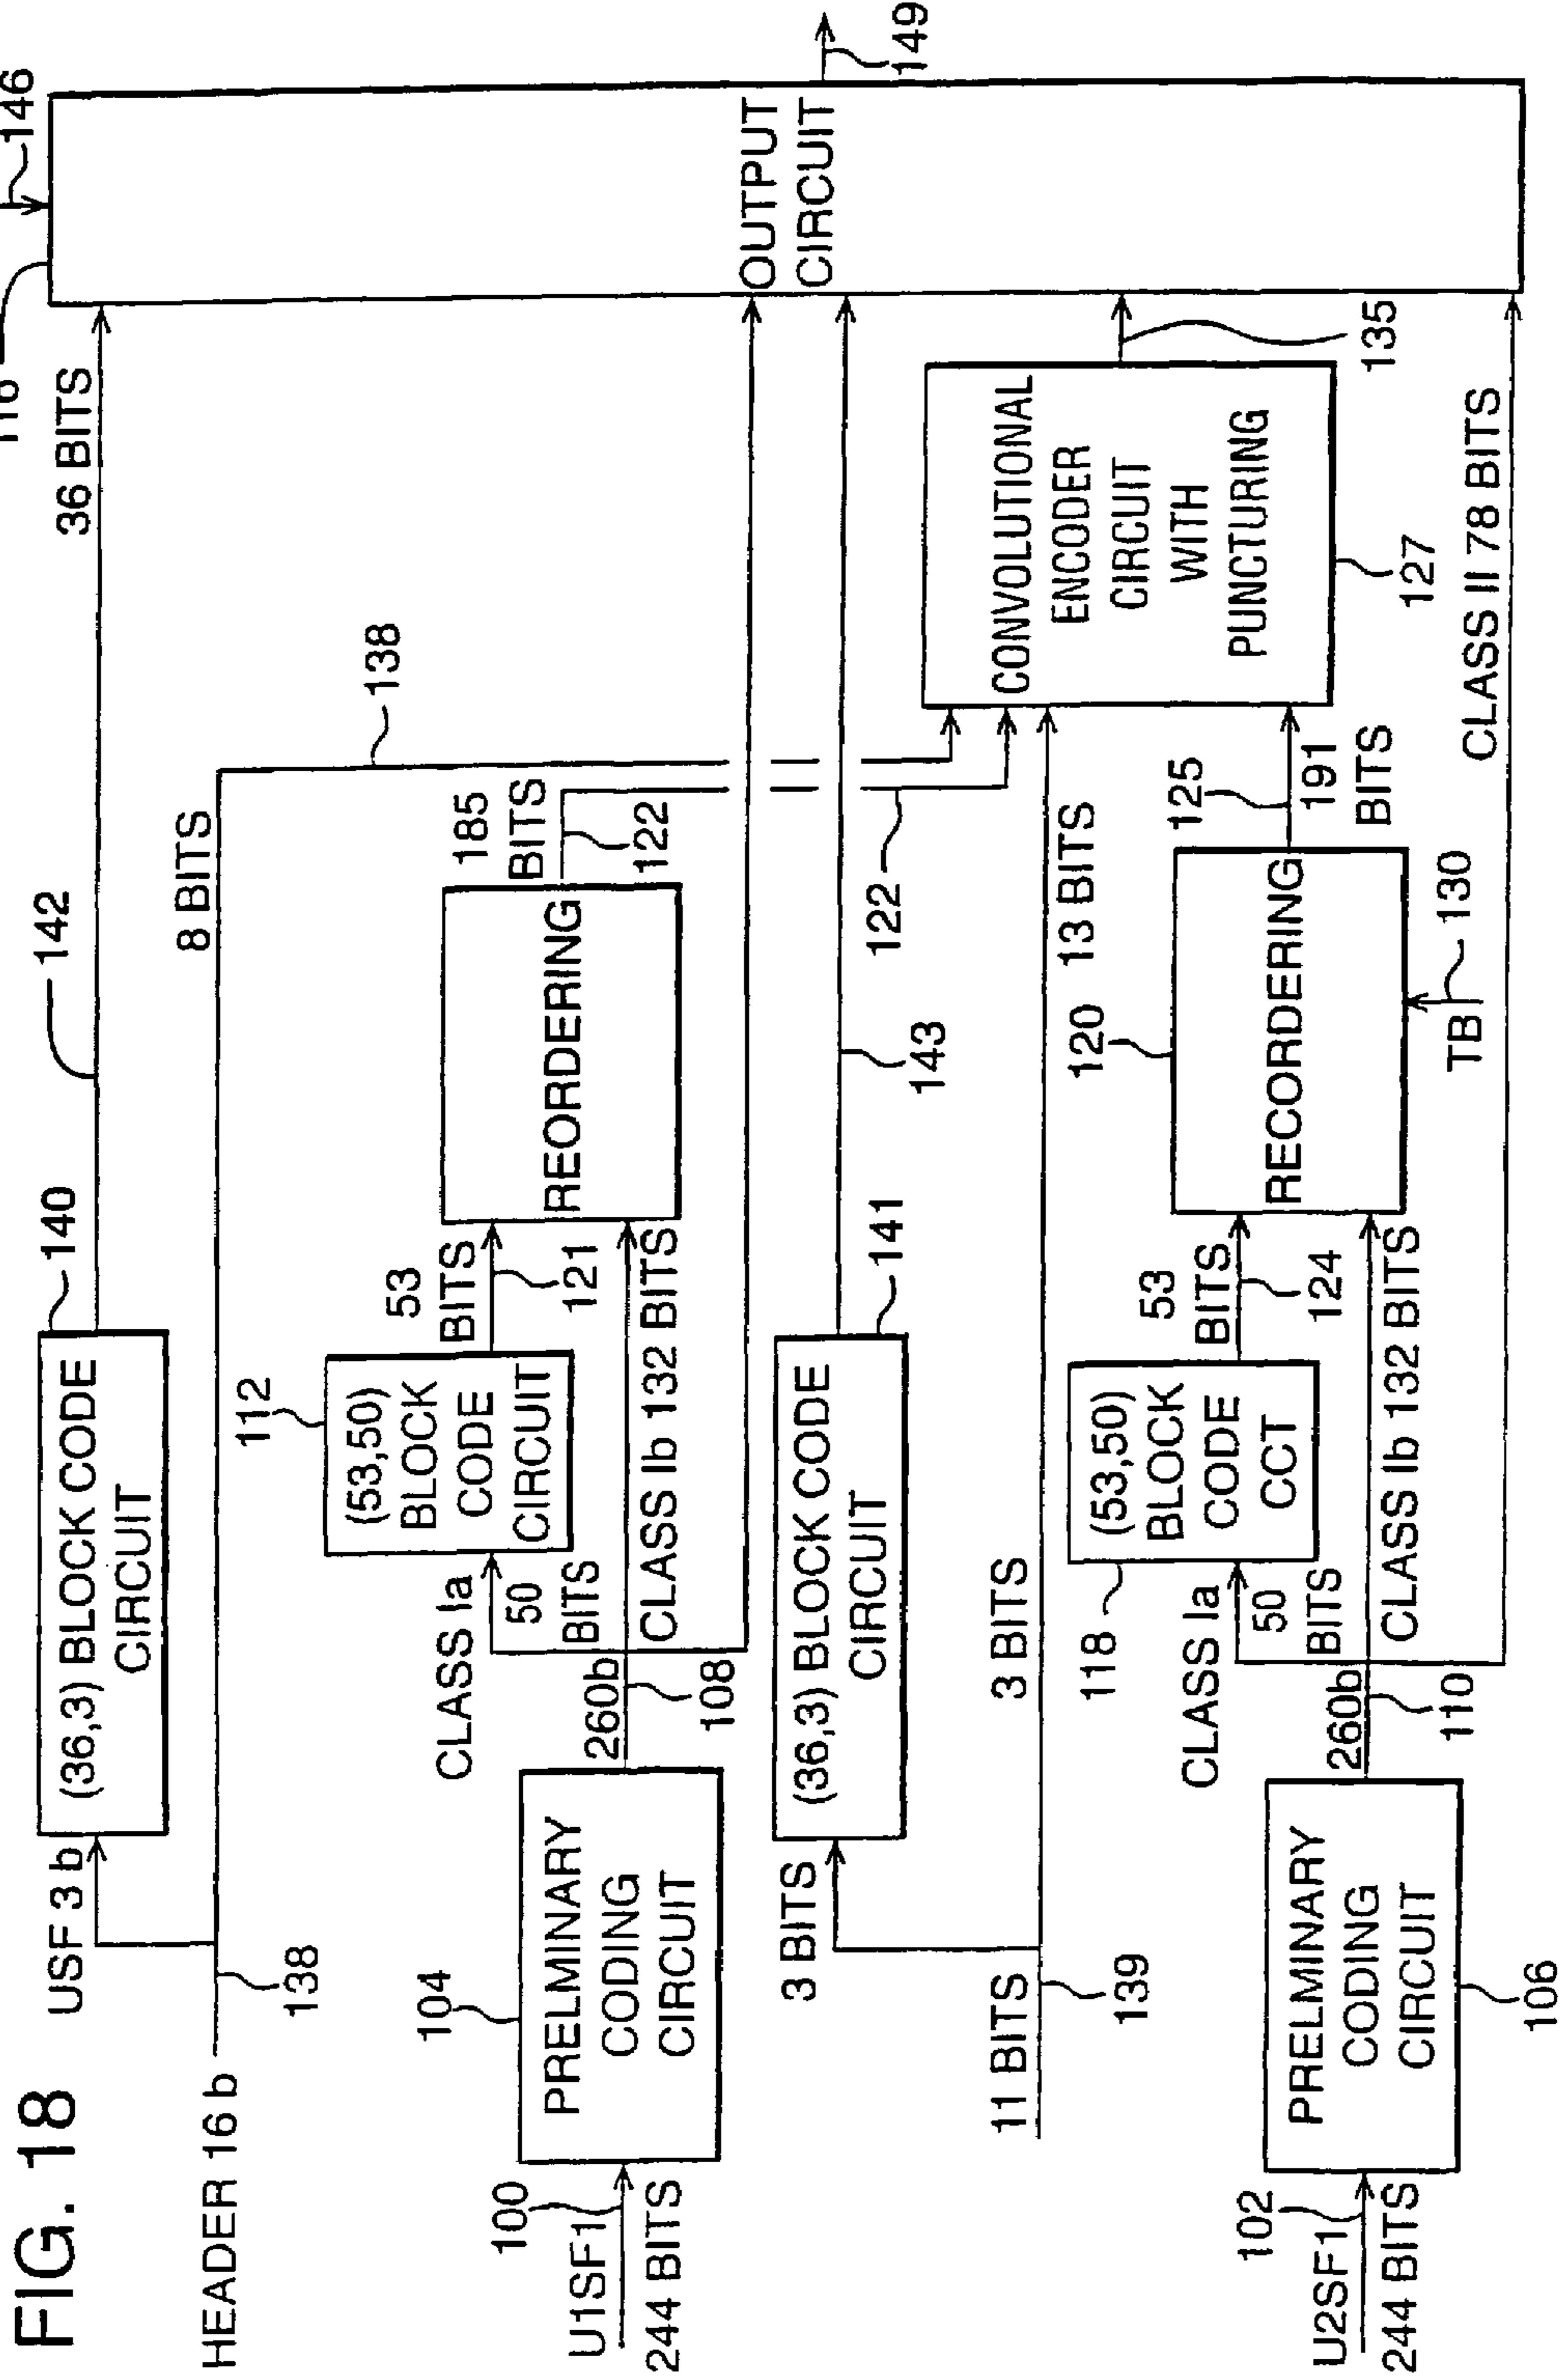 FIG. 18
HEADER 16 b
138
USF 3 b
(36,3) BLOCK CODE
CIRCUIT
140
142
36 BITS
146
8 BITS
138
U1SF1
100
244 BITS
PRELMINARY
CODING
CIRCUIT
104
260b
108
CLASS Ia
50
BITS
(53,50)
BLOCK
CODE
CIRCUIT
112
53
BITS
121
CLASS Ib 132 BITS
REORDERING
185
BITS
122
122
OUTPUT
CIRCUIT
149
11 BITS
139
3 BITS
(36,3) BLOCK CODE
CIRCUIT
141
143
3 BITS
13 BITS
CONVOLUTIONAL
ENCODER
CIRCUIT
WITH
PUNCTURING
127
135
U2SF1
102
244 BITS
PRELMINARY
CODING
CIRCUIT
106
260b
110
CLASS Ia
50
BITS
(53,50)
BLOCK
CODE
CCT
118
53
BITS
124
CLASS Ib 132 BITS
RECORDERING
120
TB
130
125
191
BITS
CLASS II 78 BITS